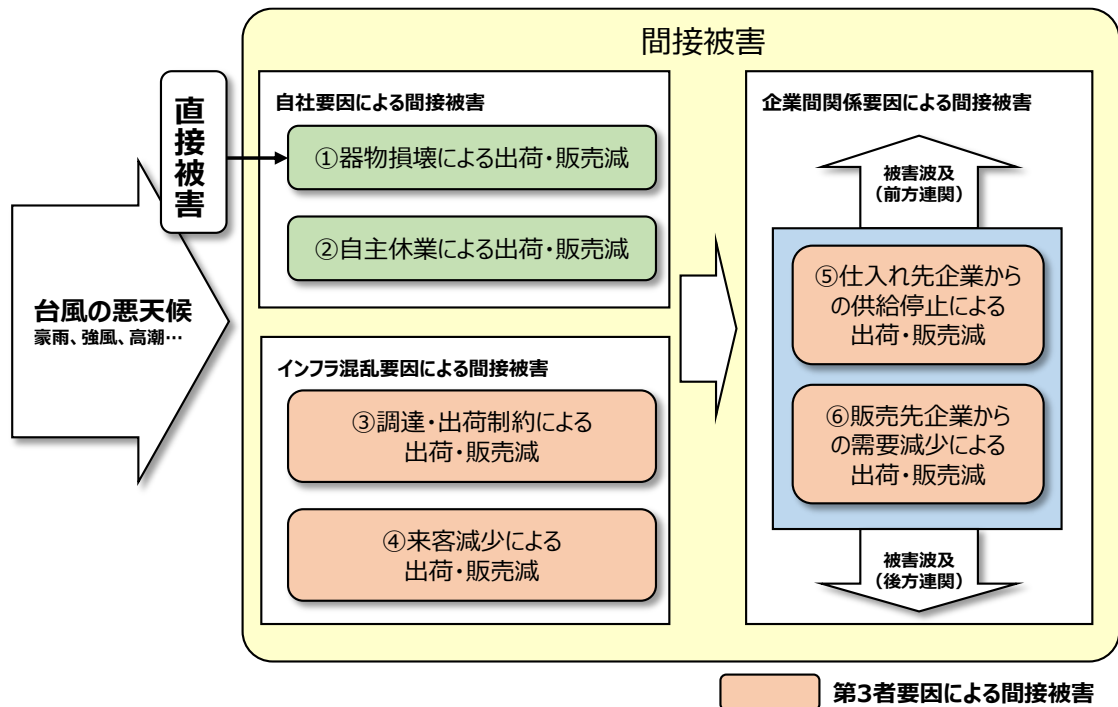 間接被害
直接被害
台風の悪天候
豪雨、強風、高潮…
自社要因による間接被害
①器物損壊による出荷・販売減
②自主休業による出荷・販売減
インフラ混乱要因による間接被害
③調達・出荷制約による
出荷・販売減
④来客減少による
出荷・販売減
企業間関係要因による間接被害
被害波及
（前方連関）
⑤仕入れ先企業から
の供給停止による
出荷・販売減
⑥販売先企業から
の需要減少による
出荷・販売減
被害波及
（後方連関）
第3者要因による間接被害